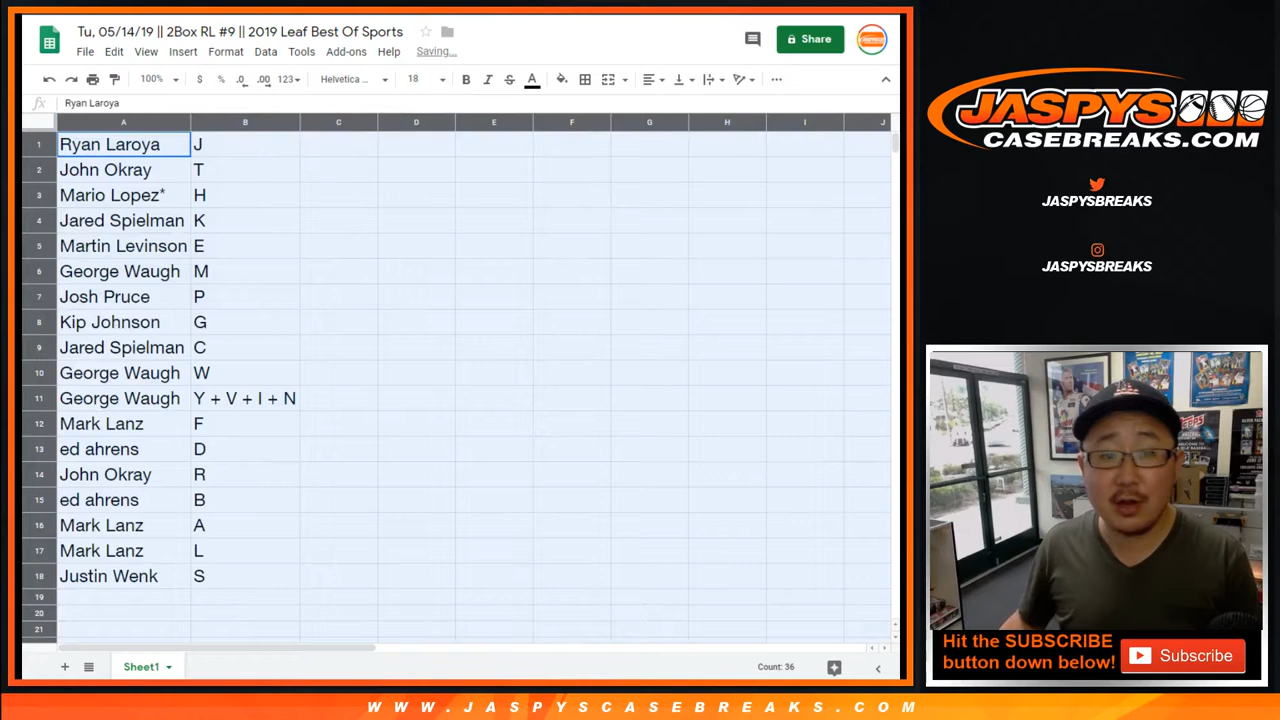 Tu, 05/14/19 || 2Box RL #9 || 2019 Leaf Best Of Sports
File Edit View Insert Format Data Tools Add-ons Help Saving...
Share
100% $ % .0 .00 123 Helvetica ... 18 B I S A
fx Ryan Laroya
A B C D E F G H I J
1 Ryan Laroya J
2 John Okray T
3 Mario Lopez* H
4 Jared Spielman K
5 Martin Levinson E
6 George Waugh M
7 Josh Pruce P
8 Kip Johnson G
9 Jared Spielman C
10 George Waugh W
11 George Waugh Y + V + I + N
12 Mark Lanz F
13 ed ahrens D
14 John Okray R
15 ed ahrens B
16 Mark Lanz A
17 Mark Lanz L
18 Justin Wenk S
19
20
21
Sheet1
Count: 36
JASPYS
CASEBREAKS.COM
JASPYSBREAKS
JASPYSBREAKS
Hit the SUBSCRIBE
button down below!
Subscribe
WWW.JASPYSCASEBREAKS.COM